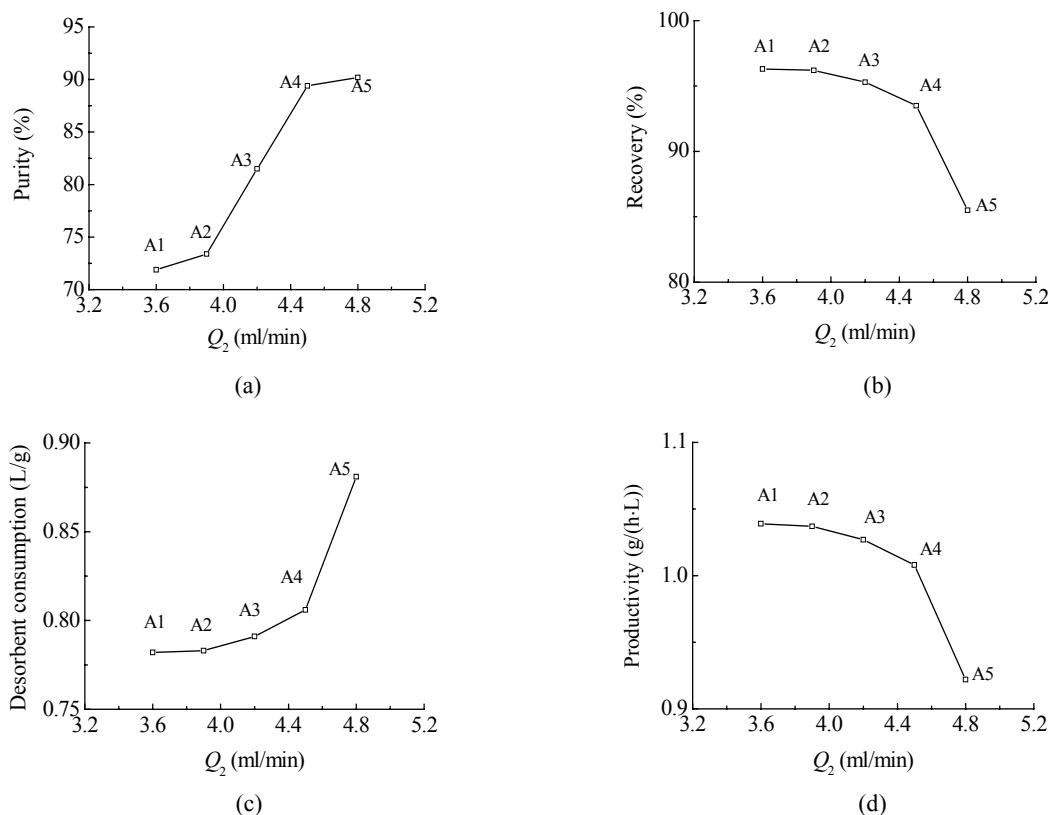 95
90
85
80
75
70
Purity (%)
A1
A2
A3
A4
A5
3.2 3.6 4.0 4.4 4.8 5.2
Q2 (ml/min)
(a)
100
90
80
Recovery (%)
A1
A2
A3
A4
A5
3.2 3.6 4.0 4.4 4.8 5.2
Q2 (ml/min)
(b)
0.90
0.85
0.80
0.75
Desorbent consumption (L/g)
A1
A2
A3
A4
A5
3.2 3.6 4.0 4.4 4.8 5.2
Q2 (ml/min)
(c)
1.1
1.0
0.9
Productivity (g/(h·L))
A1
A2
A3
A4
A5
3.2 3.6 4.0 4.4 4.8 5.2
Q2 (ml/min)
(d)